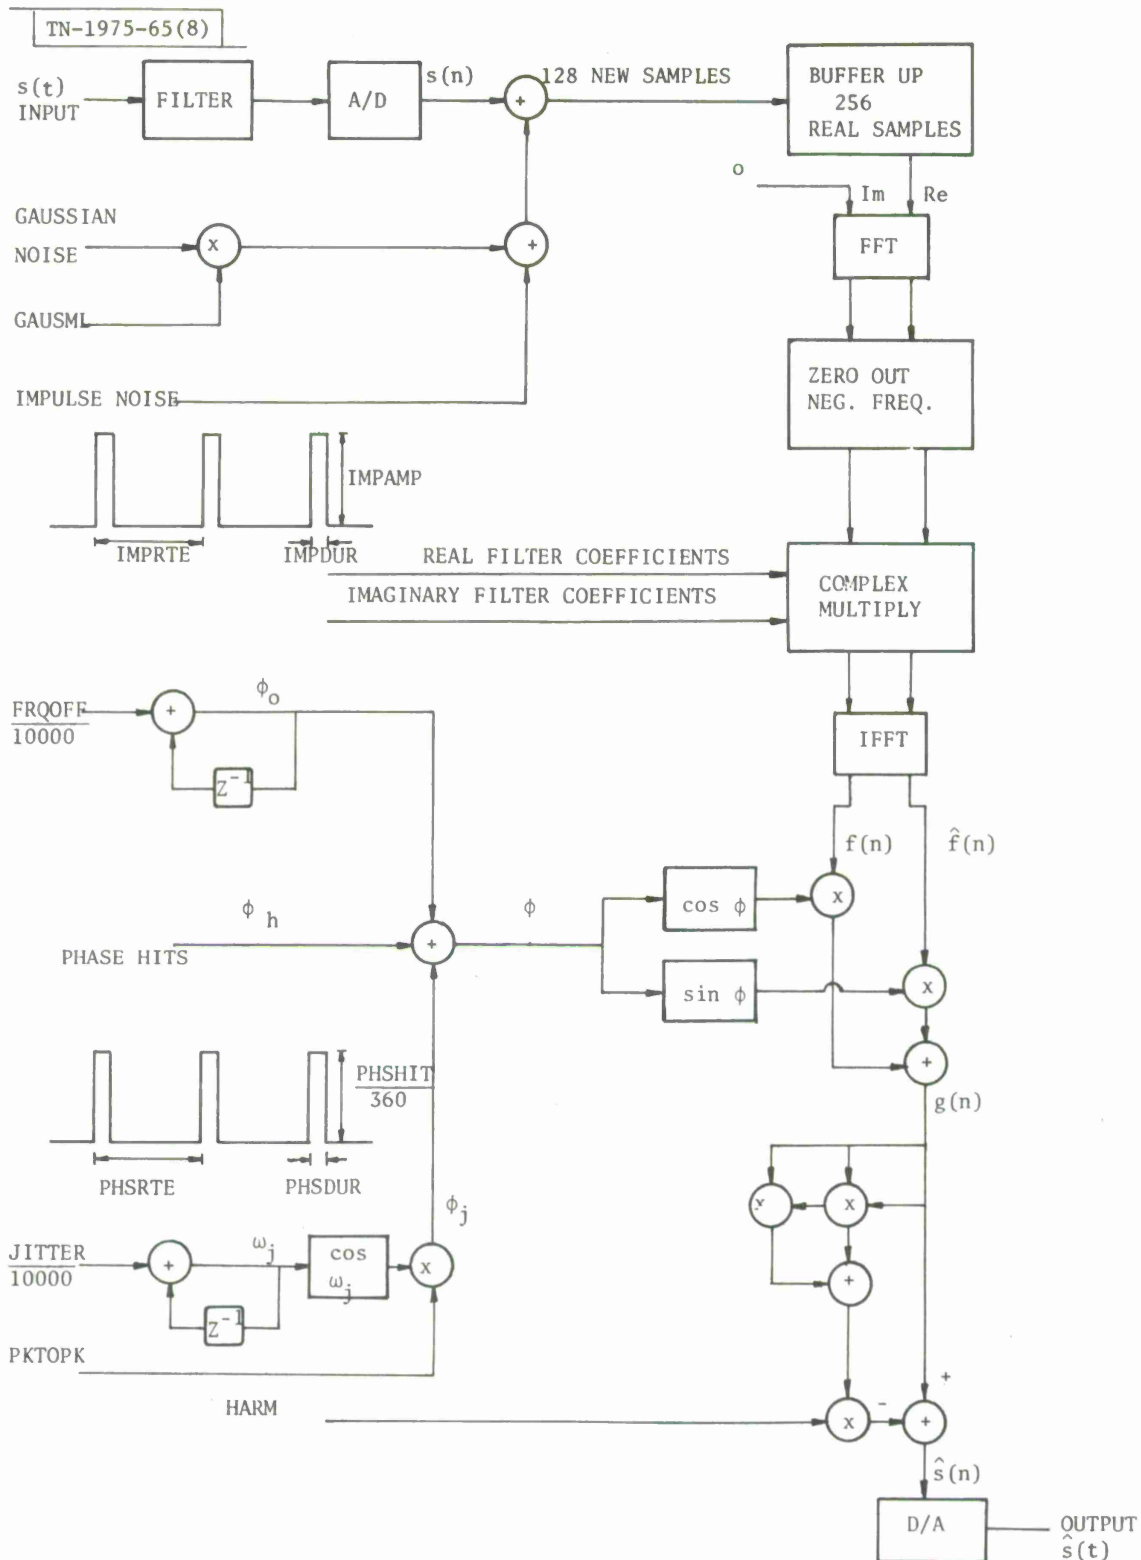 TN-1975-65(8)
s(t)
INPUT
FILTER
A/D
s(n)
+
128 NEW SAMPLES
BUFFER UP
256
REAL SAMPLES
o
Im
Re
GAUSSIAN
NOISE
x
+
FFT
GAUSML
IMPULSE NOISE
ZERO OUT
NEG. FREQ.
IMPAMP
IMPRTE
IMPDUR
REAL FILTER COEFFICIENTS
IMAGINARY FILTER COEFFICIENTS
COMPLEX
MULTIPLY
FRQOFF
10000
+
ϕo
Z⁻¹
IFFT
f(n)
f̂(n)
ϕh
PHASE HITS
+
ϕ
cos ϕ
x
sin ϕ
x
+
g(n)
PHSHIT
360
PHSRTE
PHSDUR
ϕj
x
x
JITTER
10000
+
ωj
cos
ωj
x
+
Z⁻¹
PKTOPK
HARM
x
-
+
+
ŝ(n)
D/A
OUTPUT
ŝ(t)